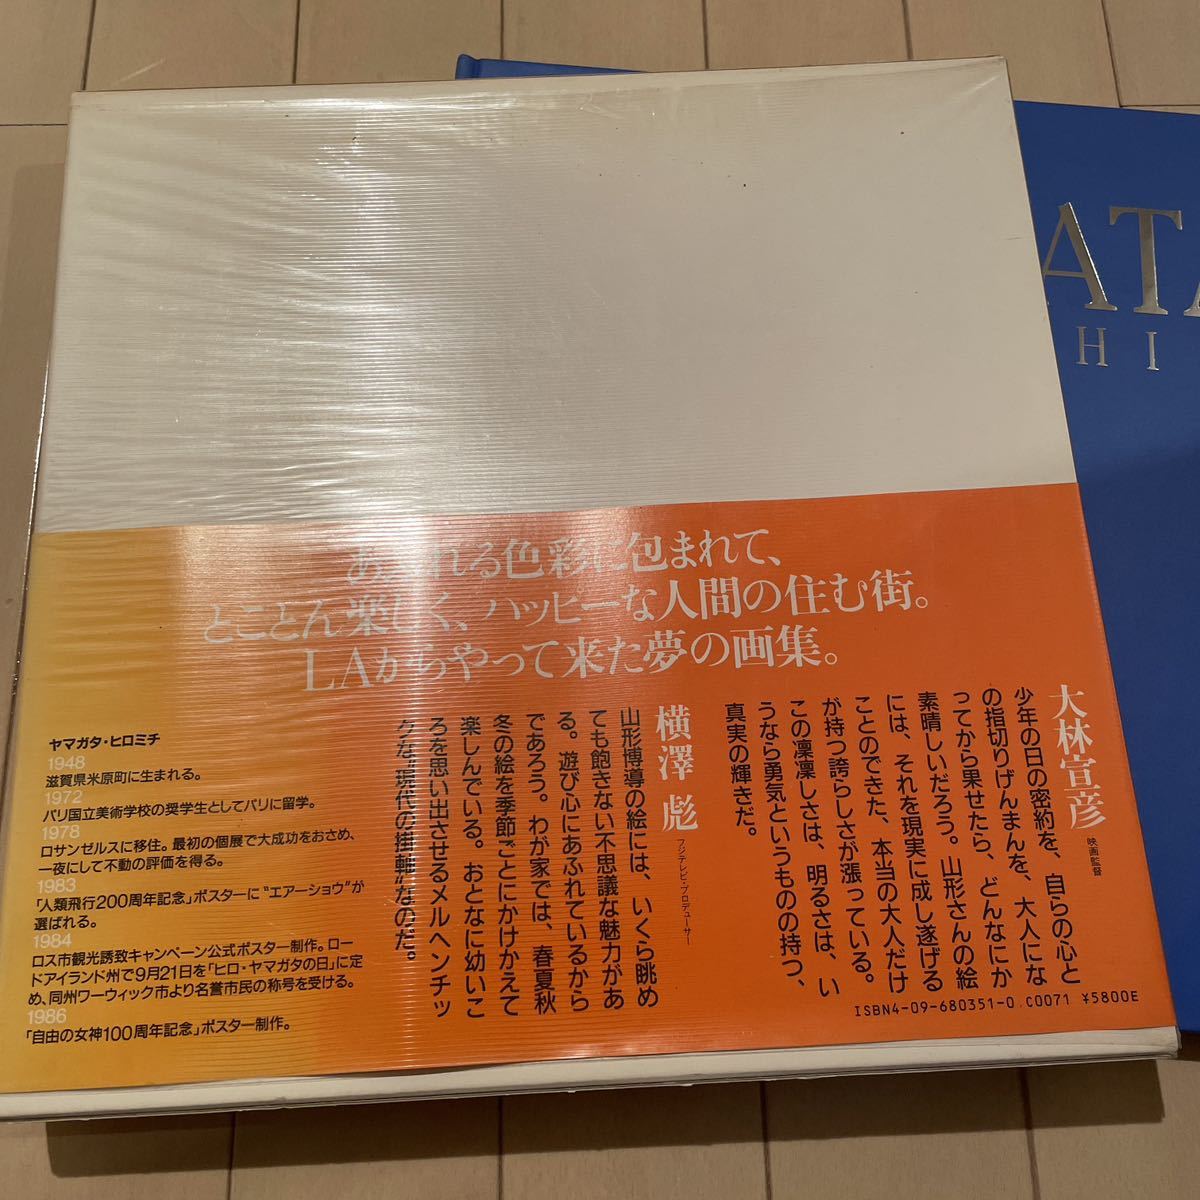 あふれる色彩に包まれて、
とことん楽しく、ハッピーな人間の住む街。
LAからやって来た夢の画集。
大林宣彦
映画監督
少年の日の密約を、自らの心と
の指切りげんまんを、大人にな
ってから果せたら、どんなにか
素晴しいだろう。山形さんの絵
には、それを現実に成し遂げる
ことのできた、本当の大人だけ
が持つ誇らしさが漲っている。
この凜凜しさは、明るさは、い
うなら勇気というものの持つ、
真実の輝きだ。
横澤彪
フジテレビ・プロデューサー
山形博導の絵には、いくら眺め
ても飽きない不思議な魅力があ
る。遊び心にあふれているから
であろう。わが家では、春夏秋
冬の絵を季節ごとにかけかえて
楽しんでいる。おとなに幼いこ
ろを思い出させるメルヘンチッ
クな"現代の掛軸"なのだ。
ヤマガタ・ヒロミチ
1948
滋賀県米原町に生まれる。
1972
パリ国立美術学校の奨学生としてパリに留学。
1978
ロサンゼルスに移住。最初の個展で大成功をおさめ、
一夜にして不動の評価を得る。
1983
「人類飛行200周年記念」ポスターに"エアーショウ"が
選ばれる。
1984
ロス市観光誘致キャンペーン公式ポスター制作。ロー
ドアイランド州で9月21日を「ヒロ・ヤマガタの日」に定
め、同州ワーウィック市より名誉市民の称号を受ける。
1986
「自由の女神100周年記念」ポスター制作。
ISBN4-09-680351-0 C0071 ¥5800E
ATA
HI